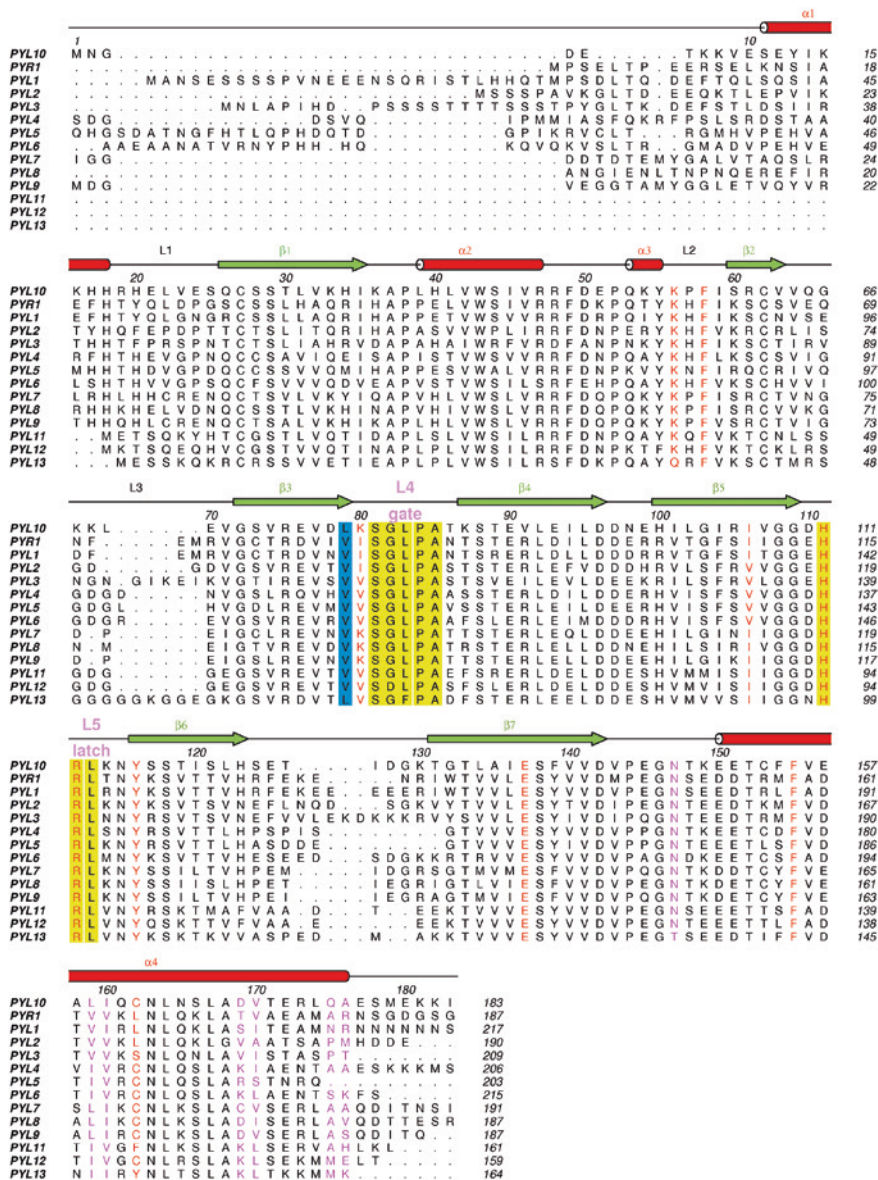 α1
1 10
PYL10 MNG..............................DE......TKKVESEYIK 15
PYR1 ................................MPSELTP.EERSELKNSIA 18
PYL1 .....MANSESSSSPVNEEENSQRISTLHHQTMPSDLTQ.DEFTQLSQSIA 45
PYL2 ...........................MSSSPAVKGLTD.EEQKTLEPVIK 23
PYL3 ..........MNLAPIHD..PSSSSTTTTSSSTPYGLTK.DEFSTLDSIIR 38
PYL4 SDG.............DSVQ.........IPMMIASFQKRFPSLSRDSTAA 40
PYL5 QHGSDATNGFHTLQPHDQTD.........GPIKRVCLT...RGMHVPEHVA 46
PYL6 ..AAEAANATVRNYPHH.HQ.........KQVQKVSLTR..GMADVPEHVE 49
PYL7 IGG..............................DDTDTEMYGALVTAQSLR 24
PYL8 .................................ANGIENLTNPNQEREFIR 20
PYL9 MDG..............................VEGGTAMYGGLETVQYVR 22
PYL11 ...................................................
PYL12 ...................................................
PYL13 ...................................................
L1 β1 α2 α3 L2 β2
20 30 40 50 60
PYL10 KHHRHELVESQCSSTLVKHIKAPLHLVWSIVRRFDEPQKYKPFISRCVVQG 66
PYR1 EFHTYQLDPGSCSSLHAQRIHAPPELVWSIVRRFDKPQTYKHFIKSCSVEQ 69
PYL1 EFHTYQLGNGRCSSLLAQRIHAPPETVWSVVRRFDRPQIYKHFIKSCNVSE 96
PYL2 TYHQFEPDPTTCTSLITQRIHAPASVVWPLIRRFDNPERYKHFVKRCRLIS 74
PYL3 THHTFPRSPNTCTSLIAHRVDAPAHAIWRFVRDFANPNKYKHFIKSCTIRV 89
PYL4 RFHTHEVGPNQCCSAVIQEISAPISTVWSVVRRFDNPQAYKHFLKSCSVIG 91
PYL5 MHHTHDVGPDQCCSSVVQMIHAPPESVWALVRRFDNPKVYKNFIRQCRIVQ 97
PYL6 LSHTHVVGPSQCFSVVVQDVEAPVSTVWSILSRFEHPQAYKHFVKSCHVVI 100
PYL7 LRHLHHCRENQCTSVLVKYIQAPVHLVWSLVRRFDQPQKYKPFISRCTVNG 75
PYL8 RHHKHELVDNQCSSTLVKHINAPVHIVWSLVRRFDQPQKYKPFISRCVVKG 71
PYL9 THHQHLCRENQCTSALVKHIKAPLHLVWSLVRRFDQPQKYKPFVSRCTVIG 73
PYL11 ..METSQKYHTCGSTLVQTIDAPLSLVWSILRRFDNPQAYKQFVKTCNLSS 49
PYL12 ..MKTSQEQHVCGSTVVQTINAPLPLVWSILRRFDNPKTFKHFVKTCKLRS 49
PYL13 ..MESSKQKRCRSSVVETIEAPLPLVWSILRSFDKPQAYQRFVKSCTMRS 48
L3 β3 L4 gate β4 β5
70 80 90 100 110
PYL10 KKL......EVGSVREVDLKSGLPATKSTEVLEILDDNEHILGIRIVGGDH 111
PYR1 NF.....EMRVGCTRDVIVISGLPANTSTERLDILDDERRVTGFSIIGGEH 115
PYL1 DF.....EMRVGCTRDVNVISGLPANTSRERLDLLDDDRRVTGFSITGGEH 142
PYL2 GD......GDVGSVREVTVISGLPASTSTERLEFVDDDHRVLSFRVVGGEH 119
PYL3 NGN.GIKEIKVGTIREVSVVSGLPASTSVEILEVLDEEKRILSFRVLGGEH 139
PYL4 GDGD.....NVGSLRQVHVVSGLPAASSTERLDILDDERHVISFSVVGGDH 137
PYL5 GDGL.....HVGDLREVMVVSGLPAVSSTERLEILDEERHVISFSVVGGDH 143
PYL6 GDGR.....EVGSVREVRVVSGLPAAFSLERLEIMDDDRHVISFSVVGGDH 146
PYL7 D.P......EIGCLREVNVKSGLPATTSTERLEQLDDEEHILGINIIGGDH 119
PYL8 N.M......EIGTVREVDVKSGLPATRSTERLELLDDNEHILSIRIVGGDH 115
PYL9 D.P......EIGSLREVNVKSGLPATTSTERLELLDDEEHILGIKIIGGDH 117
PYL11 GDG......GEGSVREVTVVSGLPAEFSRERLDELDDESHVMMISIIGGDH 94
PYL12 GDG......GEGSVREVTVVSDLPASFSLERLDELDDESHVMVISIIGGDH 94
PYL13 GGGGGKGGEGKGSVRDVTLVSGFPADFSTERLEELDDESHVMVVSIIGGNH 99
L5 latch β6 β7
120 130 140 150
PYL10 RLKNYSSTISLHSET.....IDGKTGTLAIESFVVDVPEGNTKEETCFFVE 157
PYR1 RLTNYKSVTTVHRFEKE......NRIWTVVLESYVVDMPEGNSEDDTRMFAD 161
PYL1 RLRNYKSVTTVHRFEKEE...EEERIWTVVLESYVVDVPEGNSEEDTRLFAD 191
PYL2 RLKNYKSVTSVNEFLNQD...SGKVYTVVLESYTVDIPEGNTEEDTKMFVD 167
PYL3 RLNNYRSVTSVNEFVVLEKDKKKRVYSVVLESYIVDIPQGNTEEDTRMFVD 190
PYL4 RLSNYRSVTTLHPSPIS........GTVVVESYVVDVPPGNTKEETCDFVD 180
PYL5 RLKNYRSVTTLHASDDE........GTVVVESYIVDVPPGNTEEETLSFVD 186
PYL6 RLMNYKSVTTVHESEED...SDGKKRTRVVESYVVDVPAGNDKEETCSFAD 194
PYL7 RLKNYSSILTVHPEM.....IDGRSGTMVMESFVVDVPQGNTKDDTCYFVE 165
PYL8 RLKNYSSIISLHPET.....IEGRIGTLVIESFVVDVPEGNTKDETCYFVE 161
PYL9 RLKNYSSILTVHPEI.....IEGRAGTMVIESFVVDVPQGNTKDETCYFVE 163
PYL11 RLVNYRSKTMAFVAA.D...T.EEKTVVVESYVVDVPEGNSEEETTSFAD 139
PYL12 RLVNYQSKTTVFVAA.E.....EEKTVVVESYVVDVPEGNTEEETTLFAD 138
PYL13 RLVNYKSKTKVVASPED...M.AKKTVVVESYVVDVPEGTSEEDTIFFVD 145
α4
160 170 180
PYL10 ALIQCNLNSLADVTERLQAESMEKKI 183
PYR1 TVVKLNLQKLATVAEAMARNSGDGSG 187
PYL1 TVIRLNLQKLASITEAMNRNNNNNNS 217
PYL2 TVVKLNLQKLGVAATSAPMHDDE... 190
PYL3 TVVKSNLQNLAVISTASPT 209
PYL4 VIVRCNLQSLAKIAENTAAESKKKMS 206
PYL5 TIVRCNLQSLARSTNRQ....... 203
PYL6 TIVRCNLQSLAKLAENTSKFS... 215
PYL7 SLIKCNLKSLACVSERLAAQDITNSI 191
PYL8 ALIKCNLKSLADISERLAVQDTTESR 187
PYL9 ALIRCNLKSLADVSERLASQDITQ.. 187
PYL11 TIVGFNLKSLAKLSERVAHLKL.... 161
PYL12 TIVGCNLRSLAKLSEKMMELT..... 159
PYL13 NIIRYNLTSLAKLTKKMMK....... 164